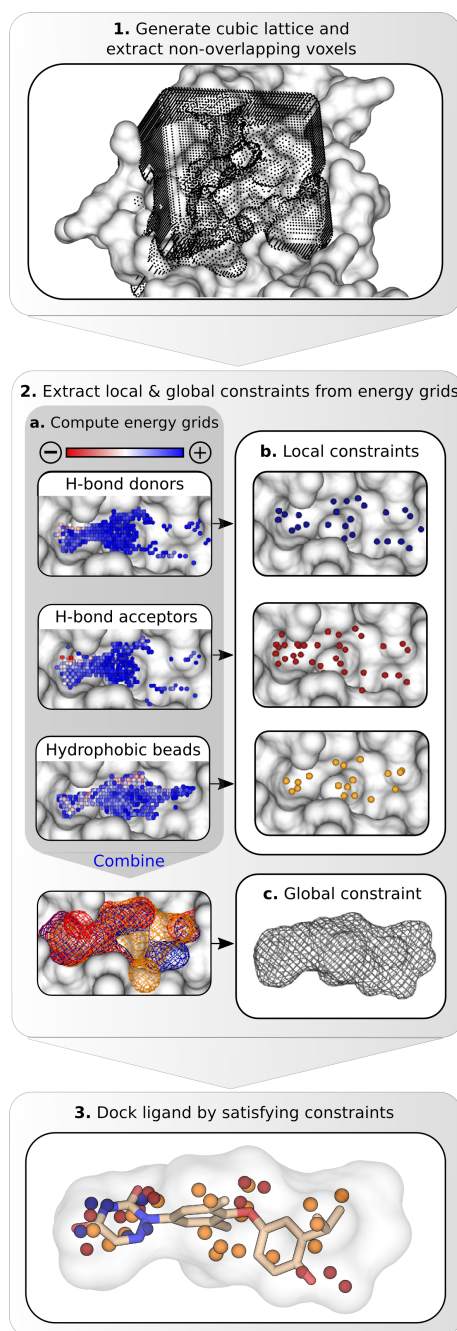 1. Generate cubic lattice and
extract non-overlapping voxels
2. Extract local & global constraints from energy grids
a. Compute energy grids
− +
b. Local constraints
H-bond donors
H-bond acceptors
Hydrophobic beads
Combine
c. Global constraint
3. Dock ligand by satisfying constraints